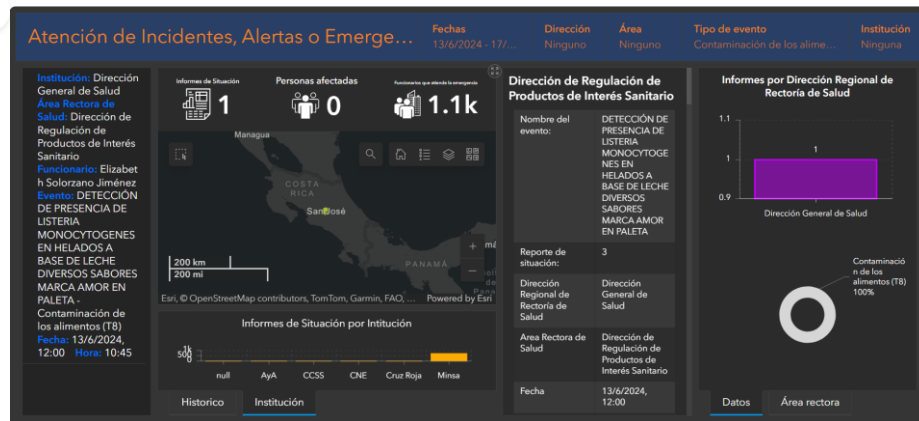 Atención de Incidentes, Alertas o Emerge...
Fechas
13/6/2024 - 17/...
Dirección
Ninguno
Área
Ninguno
Tipo de evento
Contaminación de los alime...
Institución
Ninguna
Institución: Dirección
General de Salud
Área Rectora de
Salud: Dirección de
Regulación de
Productos de Interés
Sanitario
Funcionario: Elizabet
h Solorzano Jiménez
Evento: DETECCIÓN
DE PRESENCIA DE
LISTERIA
MONOCYTOGENES
EN HELADOS A
BASE DE LECHE
DIVERSOS SABORES
MARCA AMOR EN
PALETA -
Contaminación de
los alimentos (T8)
Fecha: 13/6/2024,
12:00 Hora: 10:45
Informes de Situación
1
Personas afectadas
0
Funcionarios que atiende la emergencia
1.1k
Managua
COSTA
RICA
San José
PANAMÁ
200 km
200 mi
Esri, © OpenStreetMap contributors, TomTom, Garmin, FAO, ... Powered by Esri
Informes de Situación por Intitución
1k
500
0
null AyA CCSS CNE Cruz Roja Minsa
Historico Institución
Dirección de Regulación de
Productos de Interés Sanitario
Nombre del
evento:
DETECCIÓN DE
PRESENCIA DE
LISTERIA
MONOCYTOGE
NES EN
HELADOS A
BASE DE LECHE
DIVERSOS
SABORES
MARCA AMOR
EN PALETA
Reporte de
situación:
3
Dirección
Regional de
Rectoría de
Salud
Dirección
General de
Salud
Area Rectora de
Salud
Dirección de
Regulación de
Productos de
Interés Sanitario
Fecha
13/6/2024,
12:00
Informes por Dirección Regional de
Rectoría de Salud
1.1
1
0.9
1
Dirección General de Salud
Contaminació
n de los
alimentos (T8)
100%
Datos Área rectora